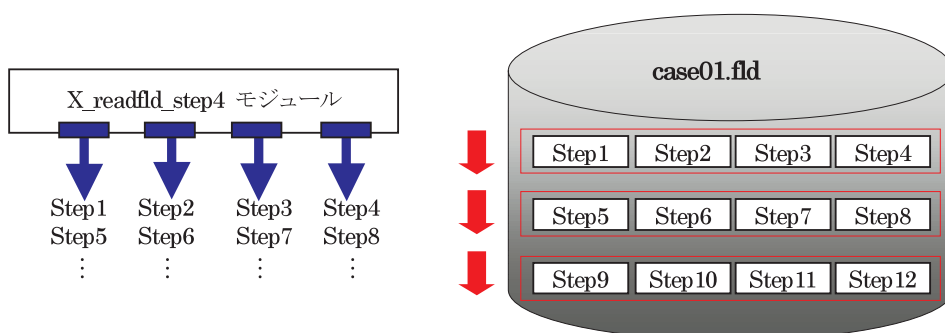 X_readfld_step4 モジュール
Step1 Step2 Step3 Step4
Step5 Step6 Step7 Step8
⋮ ⋮ ⋮ ⋮
case01.fld
Step1 Step2 Step3 Step4
Step5 Step6 Step7 Step8
Step9 Step10 Step11 Step12